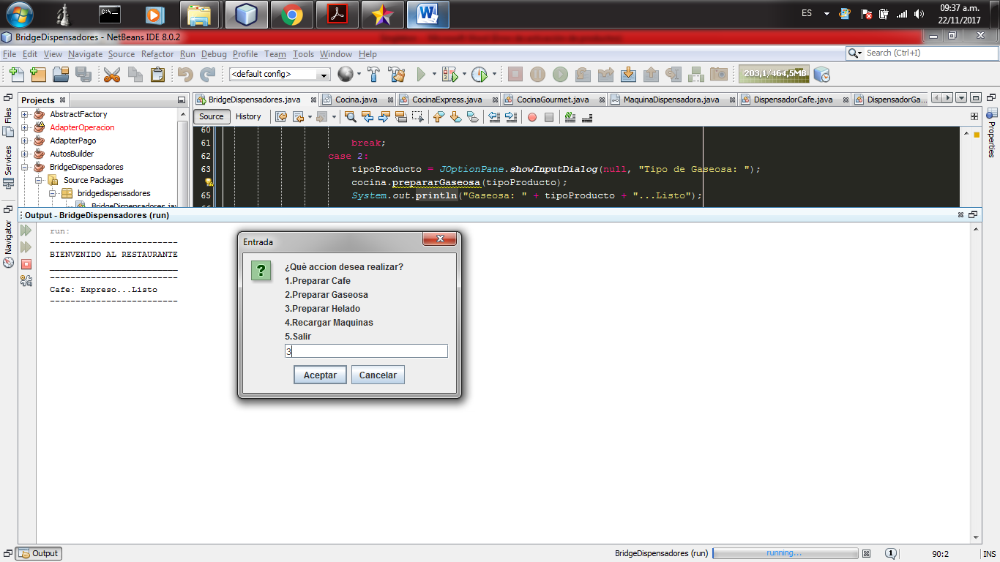 ES
09:37 a.m.
22/11/2017
BridgeDispensadores - NetBeans IDE 8.0.2
File Edit View Navigate Source Refactor Run Debug Profile Team Tools Window Help
Search (Ctrl+I)
<default config>
203,1/464,5MB
Projects
BridgeDispensadores.java Cocina.java CocinaExpress.java CocinaGourmet.java MaquinaDispensadora.java DispensadorCafe.java DispensadorGa...
Files
Services
Navigator
Properties
AbstractFactory
AdapterOperacion
AdapterPago
AutosBuilder
BridgeDispensadores
Source Packages
bridgedispensadores
BridgeDispensadores.jav
Source History
60
61 break;
62 case 2:
63 tipoProducto = JOptionPane.showInputDialog(null, "Tipo de Gaseosa: ");
cocina.prepararGaseosa(tipoProducto);
65 System.out.println("Gaseosa: " + tipoProducto + "...Listo");
Output - BridgeDispensadores (run)
run:
-------------------------
BIENVENIDO AL RESTAURANTE
_________________________
-------------------------
Cafe: Expreso...Listo
-------------------------
Entrada
¿Què accion desea realizar?
1.Preparar Cafe
2.Preparar Gaseosa
3.Preparar Helado
4.Recargar Maquinas
5.Salir
3
Aceptar Cancelar
Output
BridgeDispensadores (run) running... 1 90:2 INS